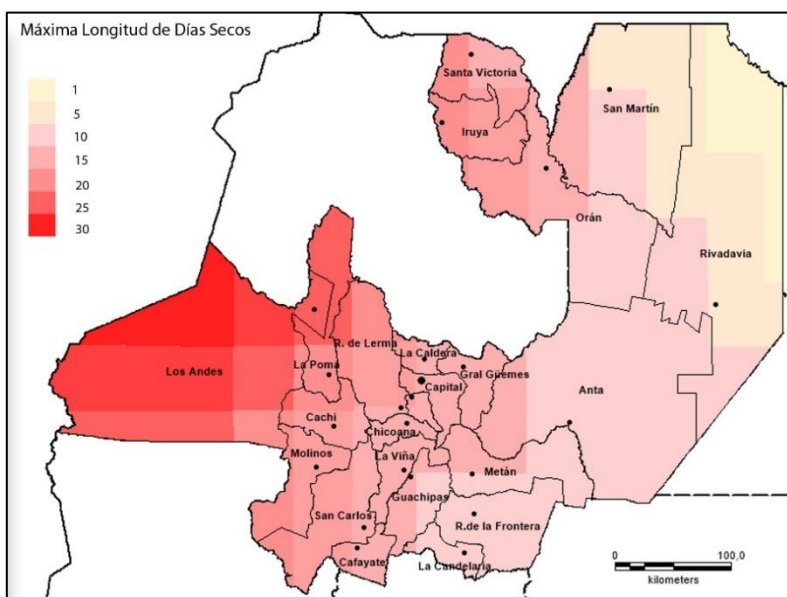 Máxima Longitud de Días Secos
1
5
10
15
20
25
30
Santa Victoria
San Martín
Iruya
Orán
Rivadavia
R. de Lerma
La Caldera
Los Andes
La Poma
Gral Güemes
Capital
Anta
Cachi
Chicoana
Molinos
La Viña
Metán
Guachipas
San Carlos
R.de la Frontera
Cafayate
La Candelaria
0 100,0
kilometers